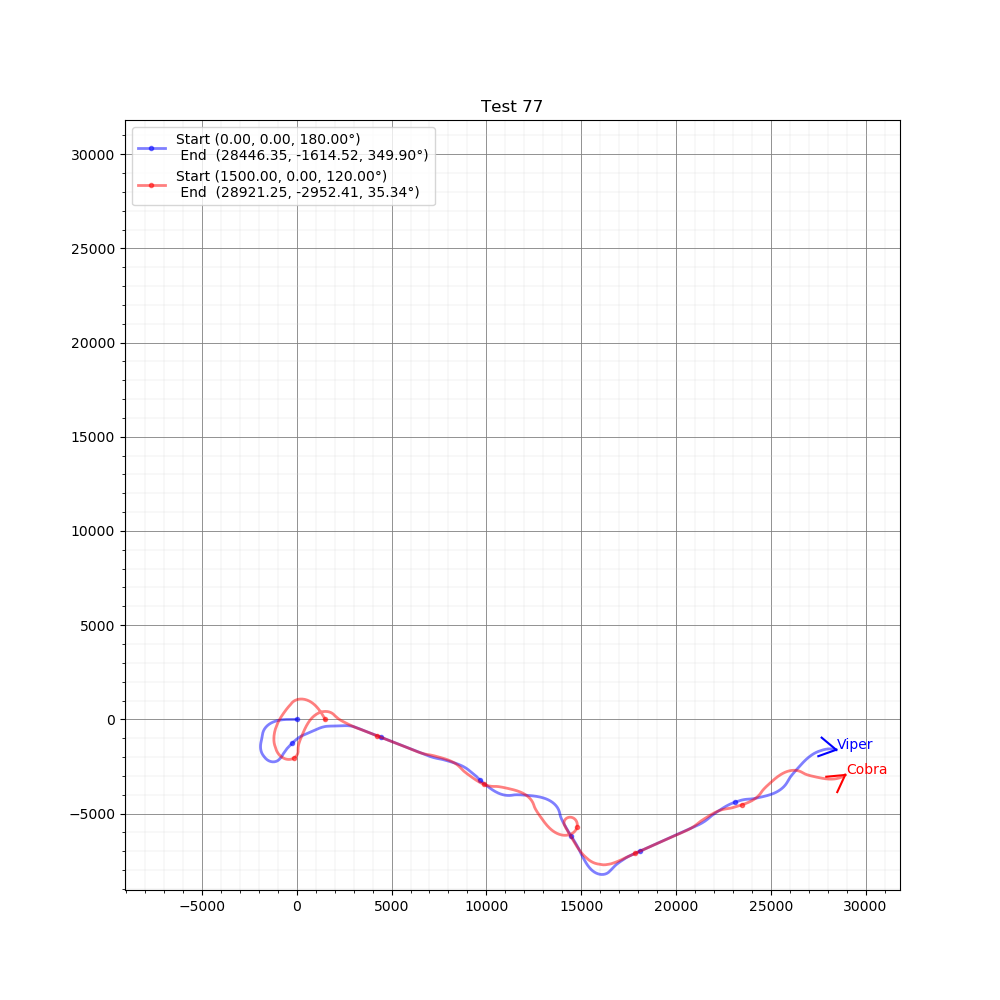 Test 77
Start (0.00, 0.00, 180.00°)
End  (28446.35, -1614.52, 349.90°)
Start (1500.00, 0.00, 120.00°)
End  (28921.25, -2952.41, 35.34°)
30000
25000
20000
15000
10000
5000
0
−5000
Viper
Cobra
−5000 0 5000 10000 15000 20000 25000 30000